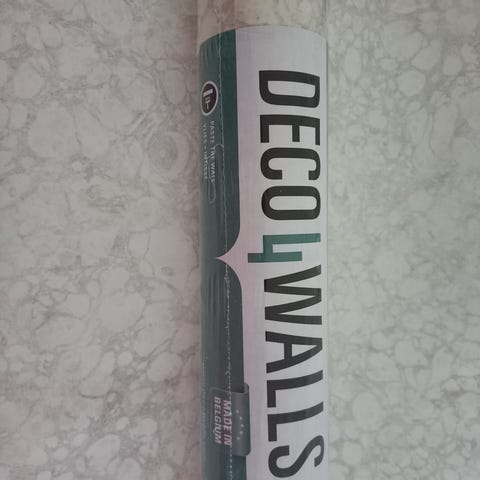 DECO4WALLS
PASTE THE WALL
MADE IN
BELGIUM